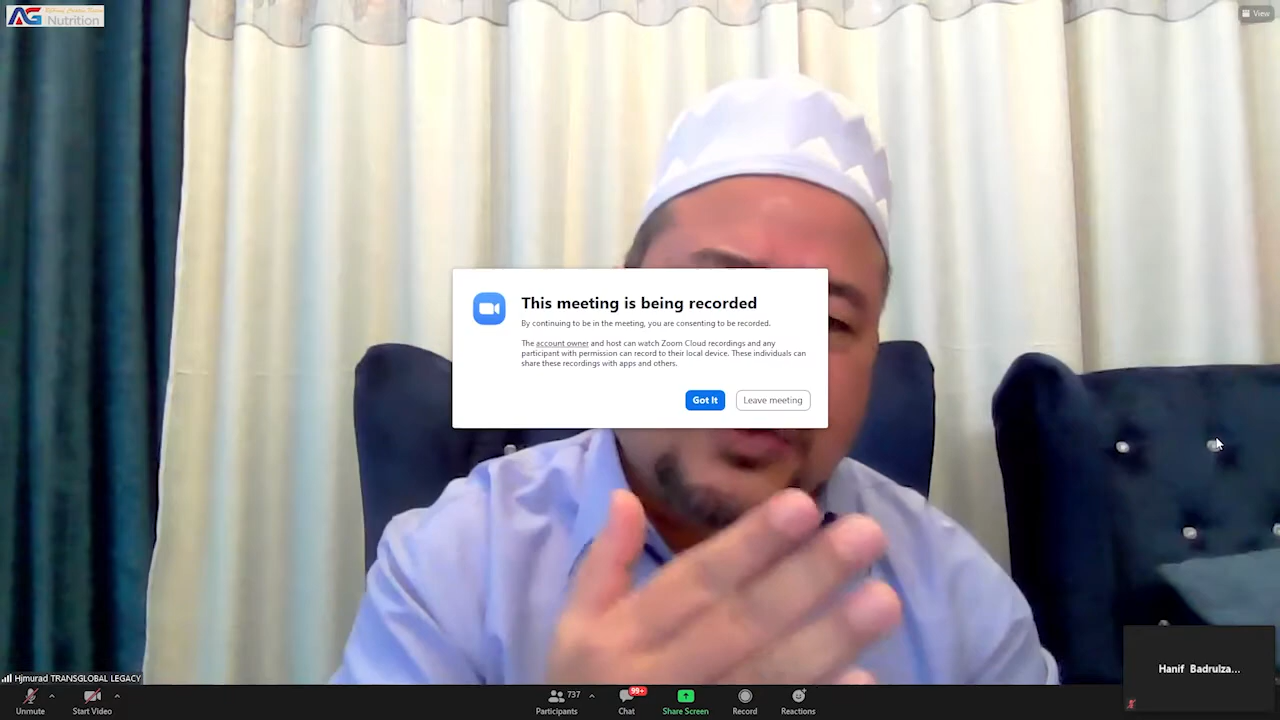 AG
Nutrition
View
This meeting is being recorded
By continuing to be in the meeting, you are consenting to be recorded.
The account owner and host can watch Zoom Cloud recordings and any
participant with permission can record to their local device. These individuals can
share these recordings with apps and others.
Got It
Leave meeting
Hanif Badrulza...
Hjmurad TRANSGLOBAL LEGACY
Unmute
Start Video
737
Participants
99+
Chat
Share Screen
Record
Reactions